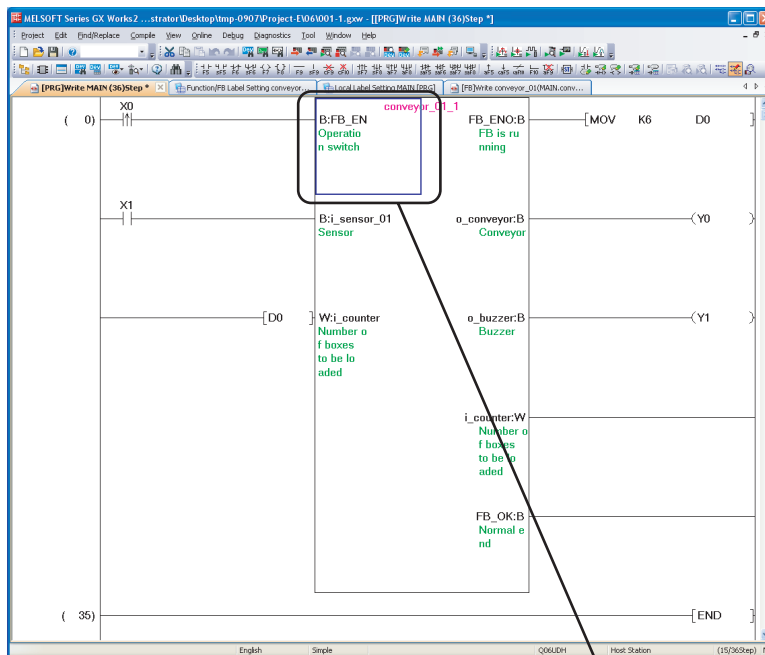 MELSOFT Series GX Works2 ...strator\Desktop\tmp-0907\Project-E\06\001-1.gxw - [[PRG]Write MAIN (36)Step *]
Project Edit Find/Replace Compile View Online Debug Diagnostics Tool Window Help
[PRG]Write MAIN (36)Step * Function/FB Label Setting conveyor... Local Label Setting MAIN [PRG] [FB]Write conveyor_01(MAIN.conv...
conveyor_01_1
( 0) X0 B:FB_EN FB_ENO:B [MOV K6 D0 ]
Operatio FB is ru
n switch nning
X1 B:i_sensor_01 o_conveyor:B (Y0 )
Sensor Conveyor
[D0 ] W:i_counter o_buzzer:B (Y1 )
Number o Buzzer
f boxes
to be lo
aded
i_counter:W
Number o
f boxes
to be lo
aded
FB_OK:B
Normal e
nd
( 35) [END ]
English Simple Q06UDH Host Station (15/36Step)